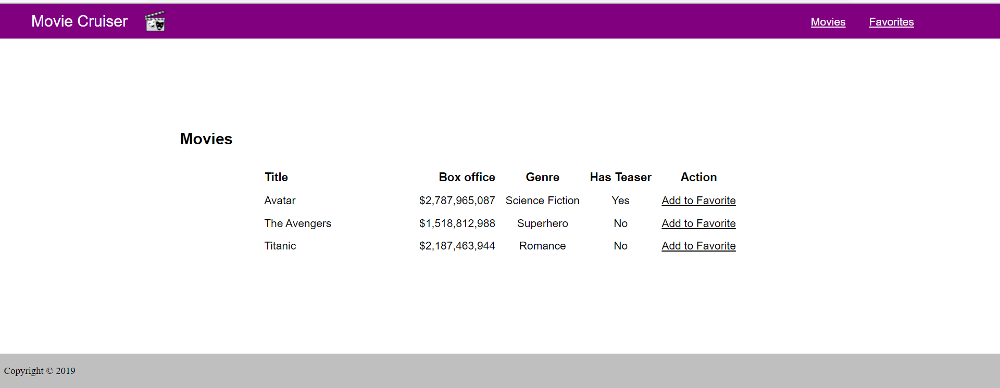 Movie Cruiser Movies Favorites
Movies
Title Box office Genre Has Teaser Action
Avatar $2,787,965,087 Science Fiction Yes Add to Favorite
The Avengers $1,518,812,988 Superhero No Add to Favorite
Titanic $2,187,463,944 Romance No Add to Favorite
Copyright © 2019